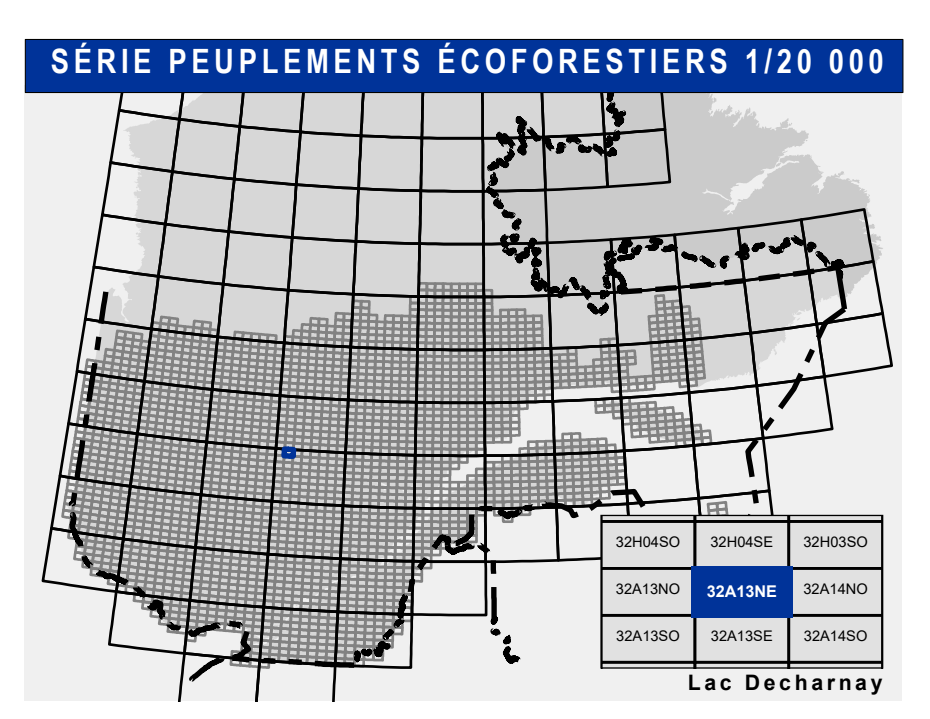 SÉRIE PEUPLEMENTS ÉCOFORESTIERS 1/20 000
32H04SO 32H04SE 32H03SO
32A13NO 32A13NE 32A14NO
32A13SO 32A13SE 32A14SO
Lac Decharnay